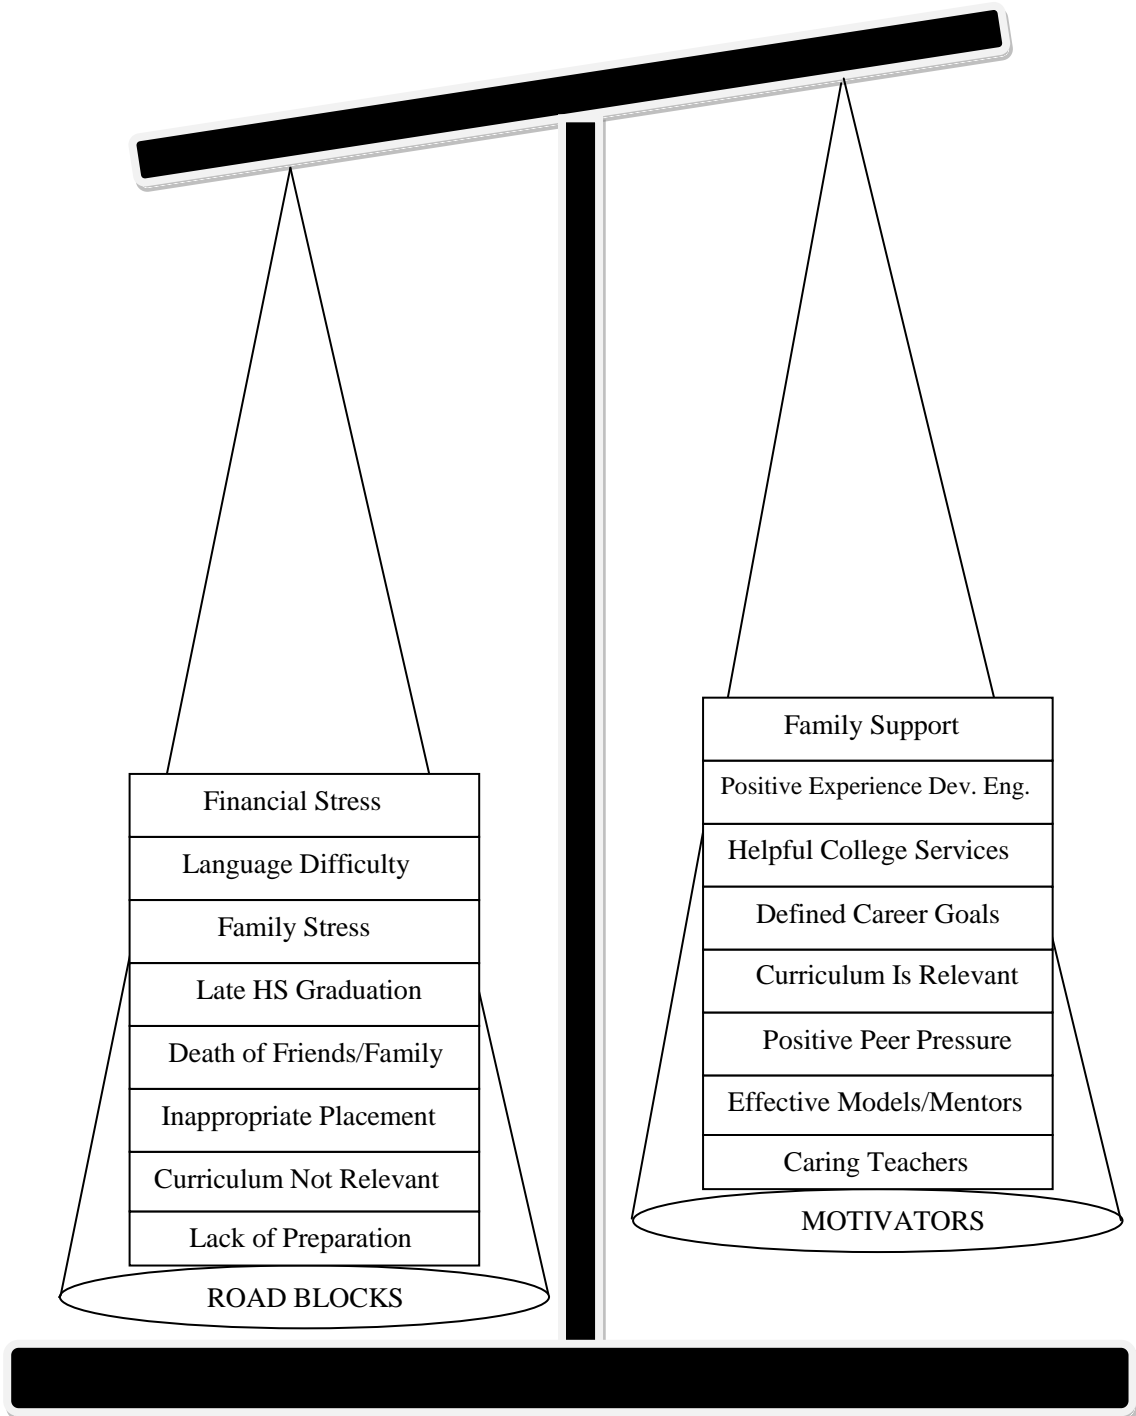 Financial Stress
Language Difficulty
Family Stress
Late HS Graduation
Death of Friends/Family
Inappropriate Placement
Curriculum Not Relevant
Lack of Preparation
ROAD BLOCKS
Family Support
Positive Experience Dev. Eng.
Helpful College Services
Defined Career Goals
Curriculum Is Relevant
Positive Peer Pressure
Effective Models/Mentors
Caring Teachers
MOTIVATORS